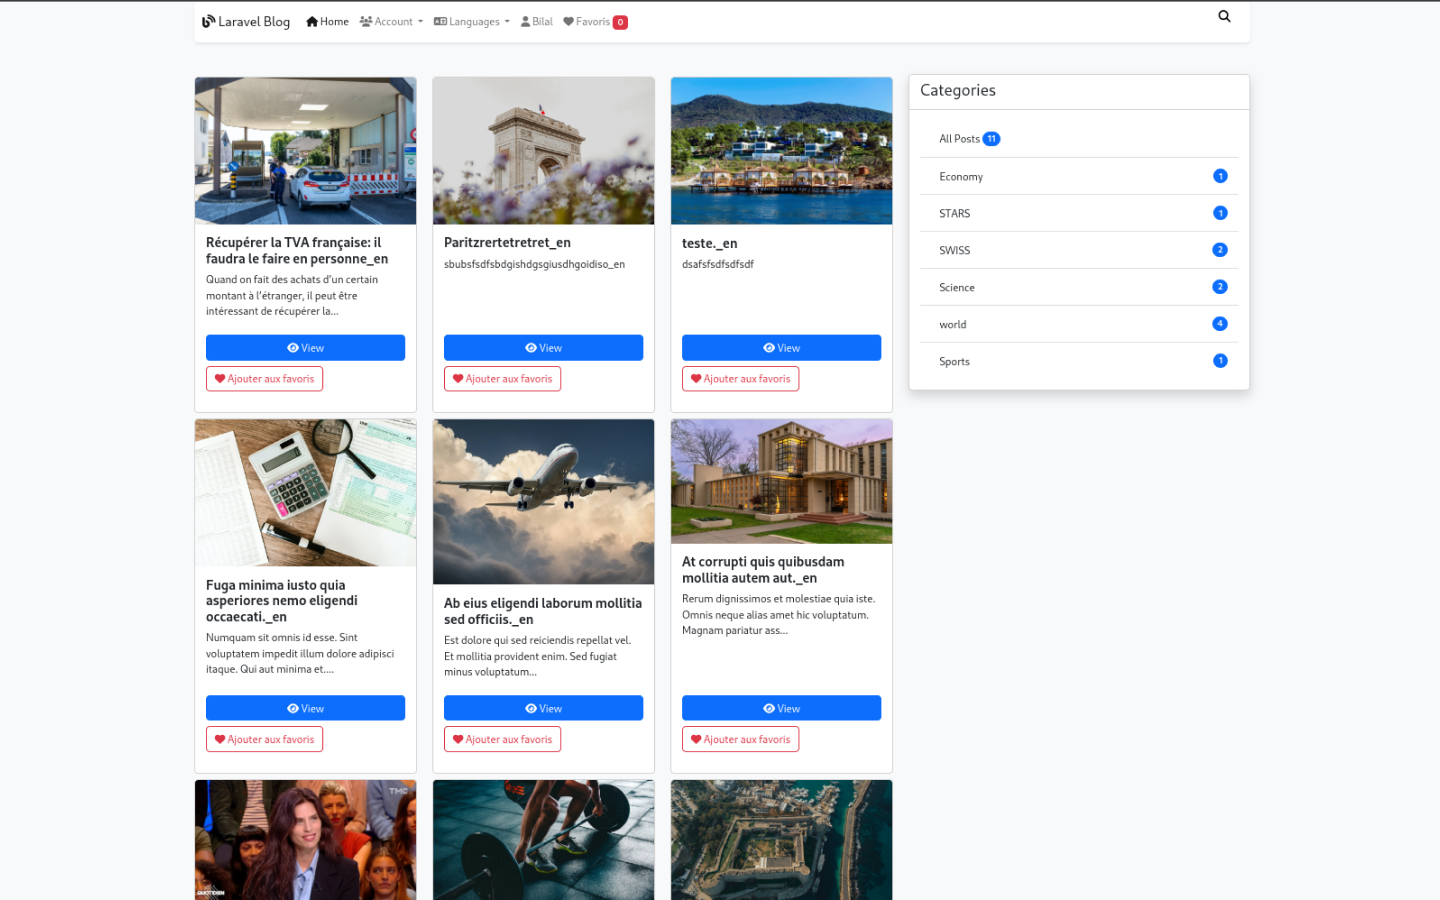 Laravel Blog Home Account Languages Bilal Favoris 0
Récupérer la TVA française: il
faudra le faire en personne_en
Quand on fait des achats d’un certain
montant à l’étranger, il peut être
intéressant de récupérer la...
View
Ajouter aux favoris
Paritzrertetretret_en
sbubsfsdfsbdgishdgsgiusdhgoidiso_en
View
Ajouter aux favoris
teste._en
dsafsfsdfsdfsdf
View
Ajouter aux favoris
Categories
All Posts 11
Economy 1
STARS 1
SWISS 2
Science 2
world 4
Sports 1
Fuga minima iusto quia
asperiores nemo eligendi
occaecati._en
Numquam sit omnis id esse. Sint
voluptatem impedit illum dolore adipisci
itaque. Qui aut minima et....
View
Ajouter aux favoris
Ab eius eligendi laborum mollitia
sed officiis._en
Est dolore qui sed reiciendis repellat vel.
Et mollitia provident enim. Sed fugiat
minus voluptatum...
View
Ajouter aux favoris
At corrupti quis quibusdam
mollitia autem aut._en
Rerum dignissimos et molestiae quia iste.
Omnis neque alias amet hic voluptatum.
Magnam pariatur ass...
View
Ajouter aux favoris
TMC
QUOTIDIEN